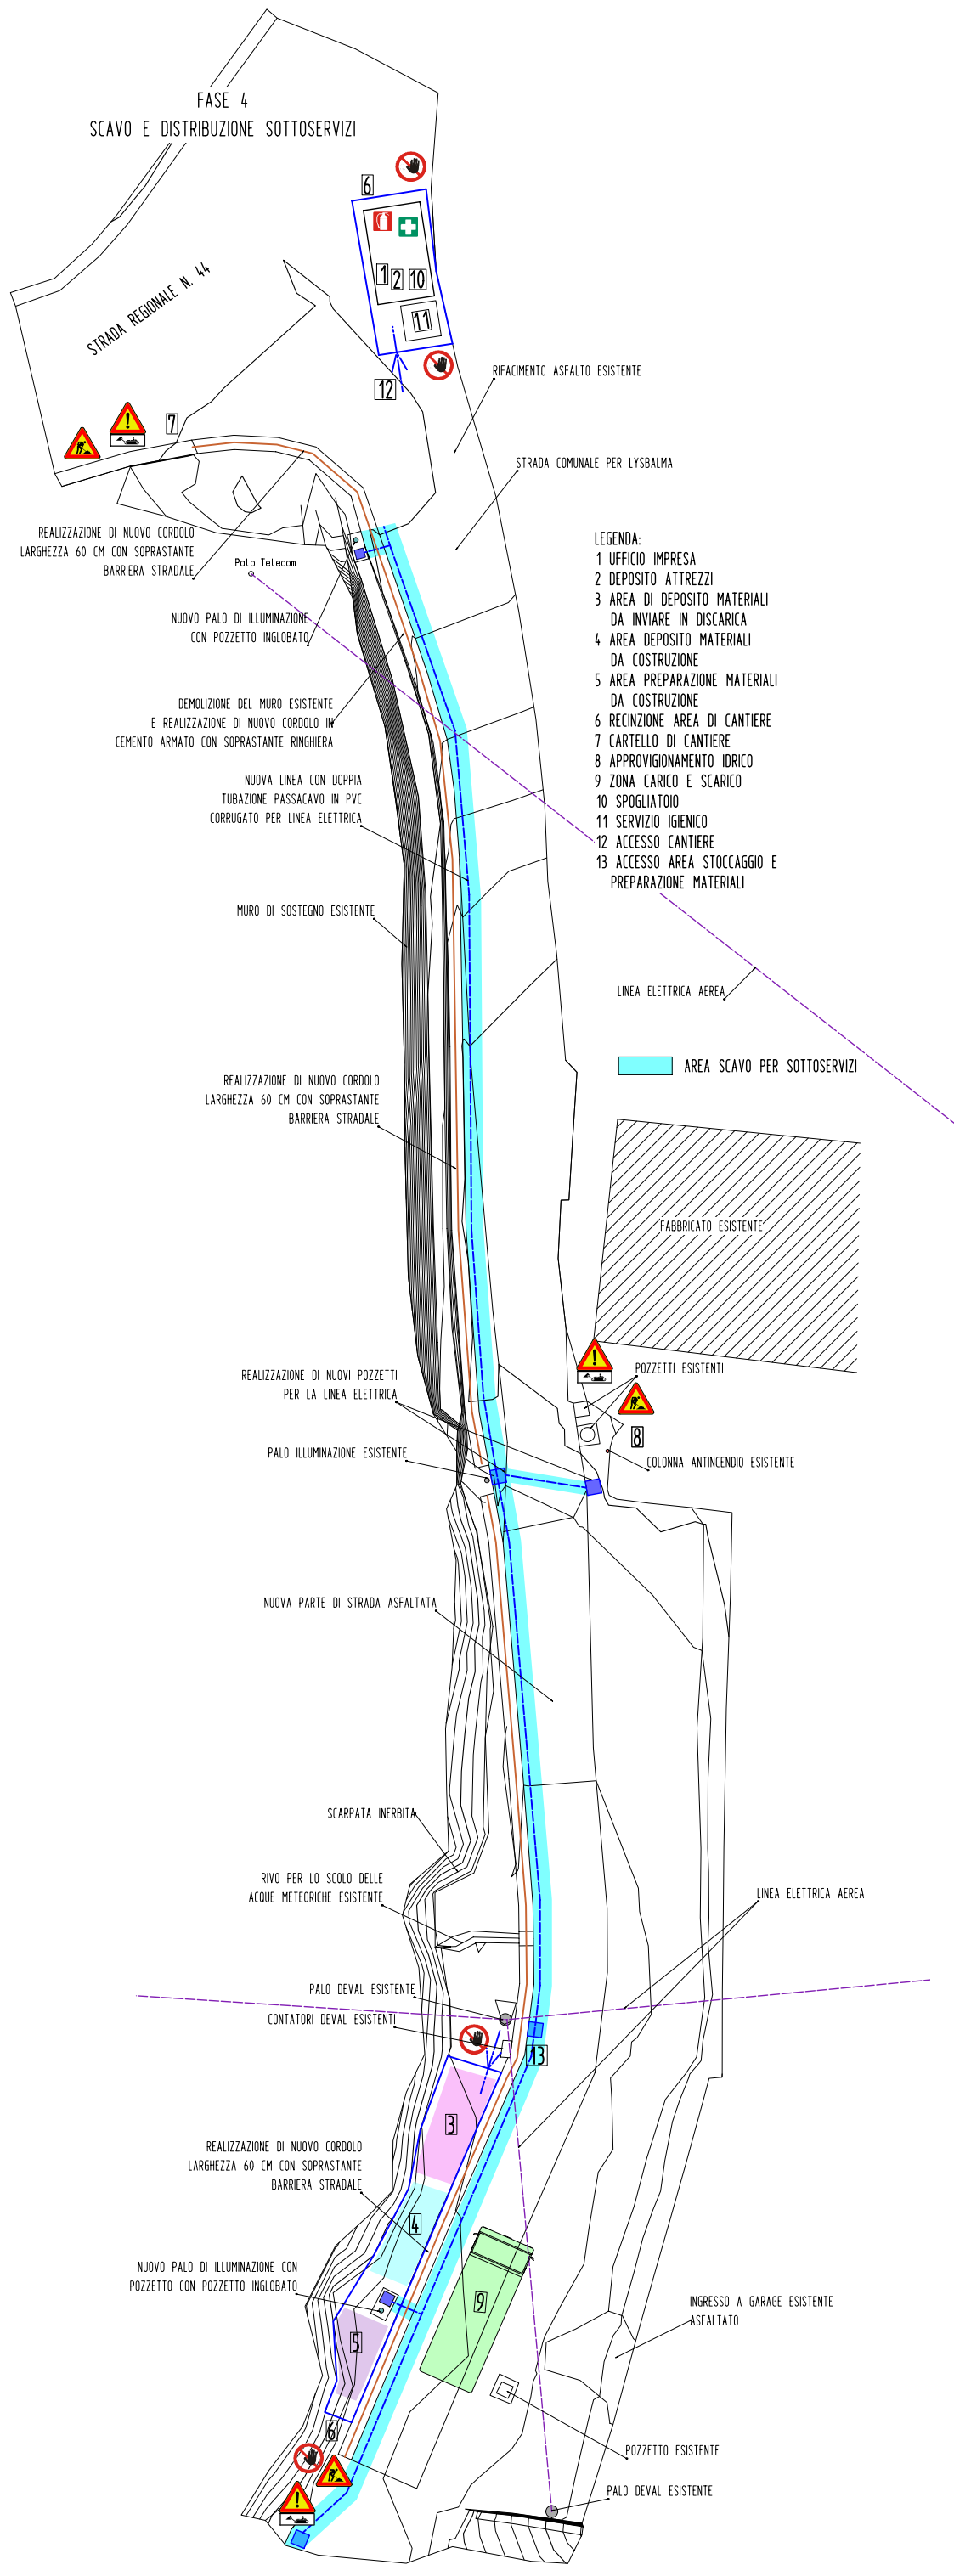 FASE 4
SCAVO E DISTRIBUZIONE SOTTOSERVIZI
6
1
2
10
11
12
STRADA REGIONALE N. 44
7
RIFACIMENTO ASFALTO ESISTENTE
STRADA COMUNALE PER LYSBALMA
REALIZZAZIONE DI NUOVO CORDOLO
LARGHEZZA 60 CM CON SOPRASTANTE
BARRIERA STRADALE
Palo Telecom
NUOVO PALO DI ILLUMINAZIONE
CON POZZETTO INGLOBATO
DEMOLIZIONE DEL MURO ESISTENTE
E REALIZZAZIONE DI NUOVO CORDOLO IN
CEMENTO ARMATO CON SOPRASTANTE RINGHIERA
NUOVA LINEA CON DOPPIA
TUBAZIONE PASSACAVO IN PVC
CORRUGATO PER LINEA ELETTRICA
MURO DI SOSTEGNO ESISTENTE
LEGENDA:
1 UFFICIO IMPRESA
2 DEPOSITO ATTREZZI
3 AREA DI DEPOSITO MATERIALI
DA INVIARE IN DISCARICA
4 AREA DEPOSITO MATERIALI
DA COSTRUZIONE
5 AREA PREPARAZIONE MATERIALI
DA COSTRUZIONE
6 RECINZIONE AREA DI CANTIERE
7 CARTELLO DI CANTIERE
8 APPROVIGIONAMENTO IDRICO
9 ZONA CARICO E SCARICO
10 SPOGLIATOIO
11 SERVIZIO IGIENICO
12 ACCESSO CANTIERE
13 ACCESSO AREA STOCCAGGIO E
PREPARAZIONE MATERIALI
LINEA ELETTRICA AEREA
AREA SCAVO PER SOTTOSERVIZI
REALIZZAZIONE DI NUOVO CORDOLO
LARGHEZZA 60 CM CON SOPRASTANTE
BARRIERA STRADALE
FABBRICATO ESISTENTE
REALIZZAZIONE DI NUOVI POZZETTI
PER LA LINEA ELETTRICA
POZZETTI ESISTENTI
8
PALO ILLUMINAZIONE ESISTENTE
COLONNA ANTINCENDIO ESISTENTE
NUOVA PARTE DI STRADA ASFALTATA
SCARPATA INERBITA
RIVO PER LO SCOLO DELLE
ACQUE METEORICHE ESISTENTE
LINEA ELETTRICA AEREA
PALO DEVAL ESISTENTE
CONTATORI DEVAL ESISTENTI
13
3
REALIZZAZIONE DI NUOVO CORDOLO
LARGHEZZA 60 CM CON SOPRASTANTE
BARRIERA STRADALE
4
NUOVO PALO DI ILLUMINAZIONE CON
POZZETTO CON POZZETTO INGLOBATO
9
5
INGRESSO A GARAGE ESISTENTE
ASFALTATO
6
POZZETTO ESISTENTE
PALO DEVAL ESISTENTE